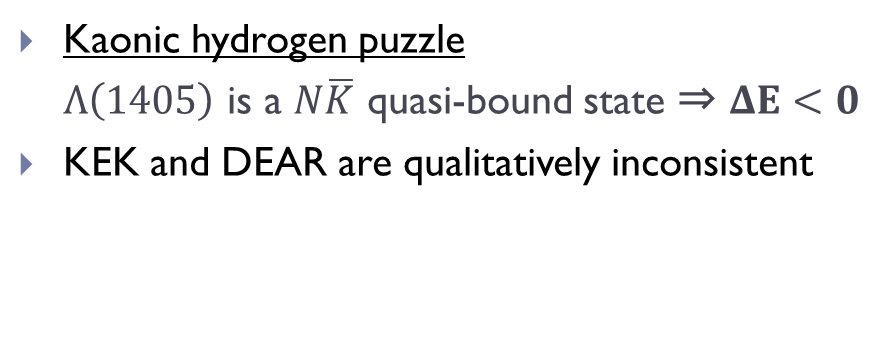 Kaonic hydrogen puzzle
Λ(1405) is a NK̅ quasi-bound state ⇒ ΔE < 0
KEK and DEAR are qualitatively inconsistent